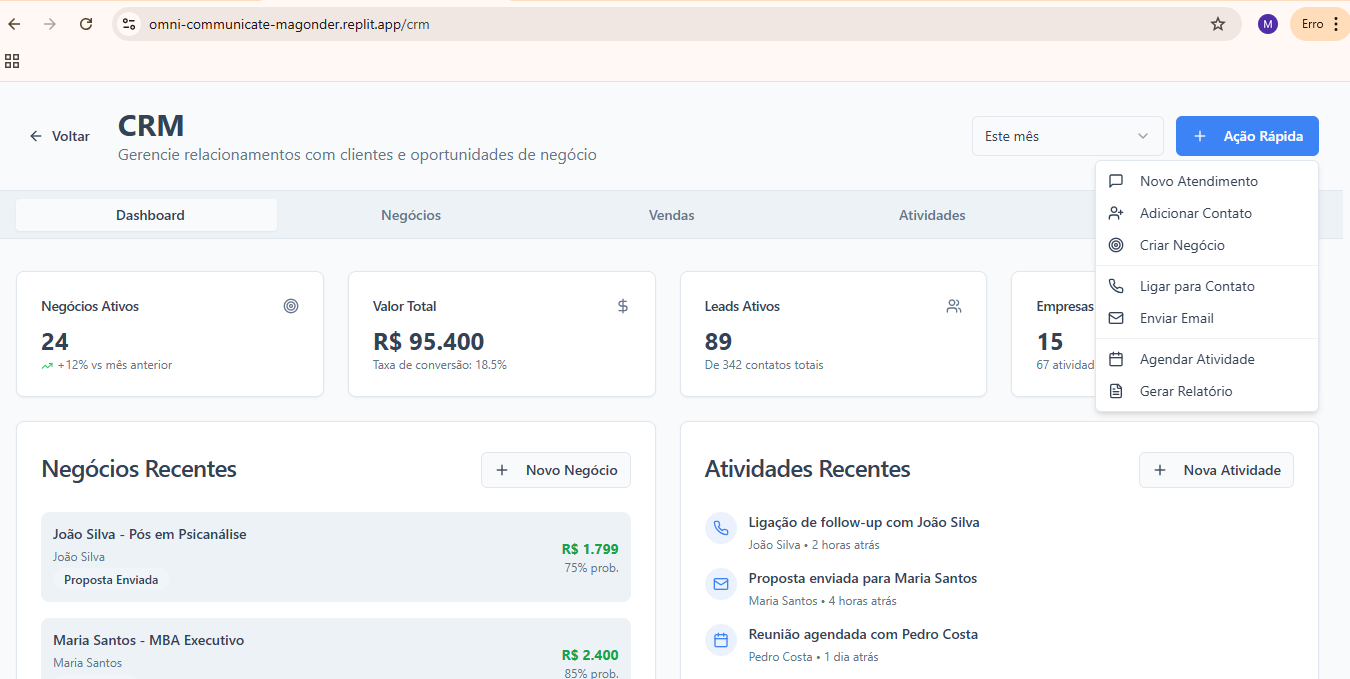 omni-communicate-magonder.replit.app/crm
M
Erro
Voltar
CRM
Gerencie relacionamentos com clientes e oportunidades de negócio
Este mês
Ação Rápida
Novo Atendimento
Adicionar Contato
Criar Negócio
Ligar para Contato
Enviar Email
Agendar Atividade
Gerar Relatório
Dashboard
Negócios
Vendas
Atividades
Negócios Ativos
24
+12% vs mês anterior
Valor Total
$
R$ 95.400
Taxa de conversão: 18.5%
Leads Ativos
89
De 342 contatos totais
Empresas
15
67 atividad
Negócios Recentes
+ Novo Negócio
João Silva - Pós em Psicanálise
João Silva
Proposta Enviada
R$ 1.799
75% prob.
Maria Santos - MBA Executivo
Maria Santos
R$ 2.400
85% prob.
Atividades Recentes
+ Nova Atividade
Ligação de follow-up com João Silva
João Silva • 2 horas atrás
Proposta enviada para Maria Santos
Maria Santos • 4 horas atrás
Reunião agendada com Pedro Costa
Pedro Costa • 1 dia atrás